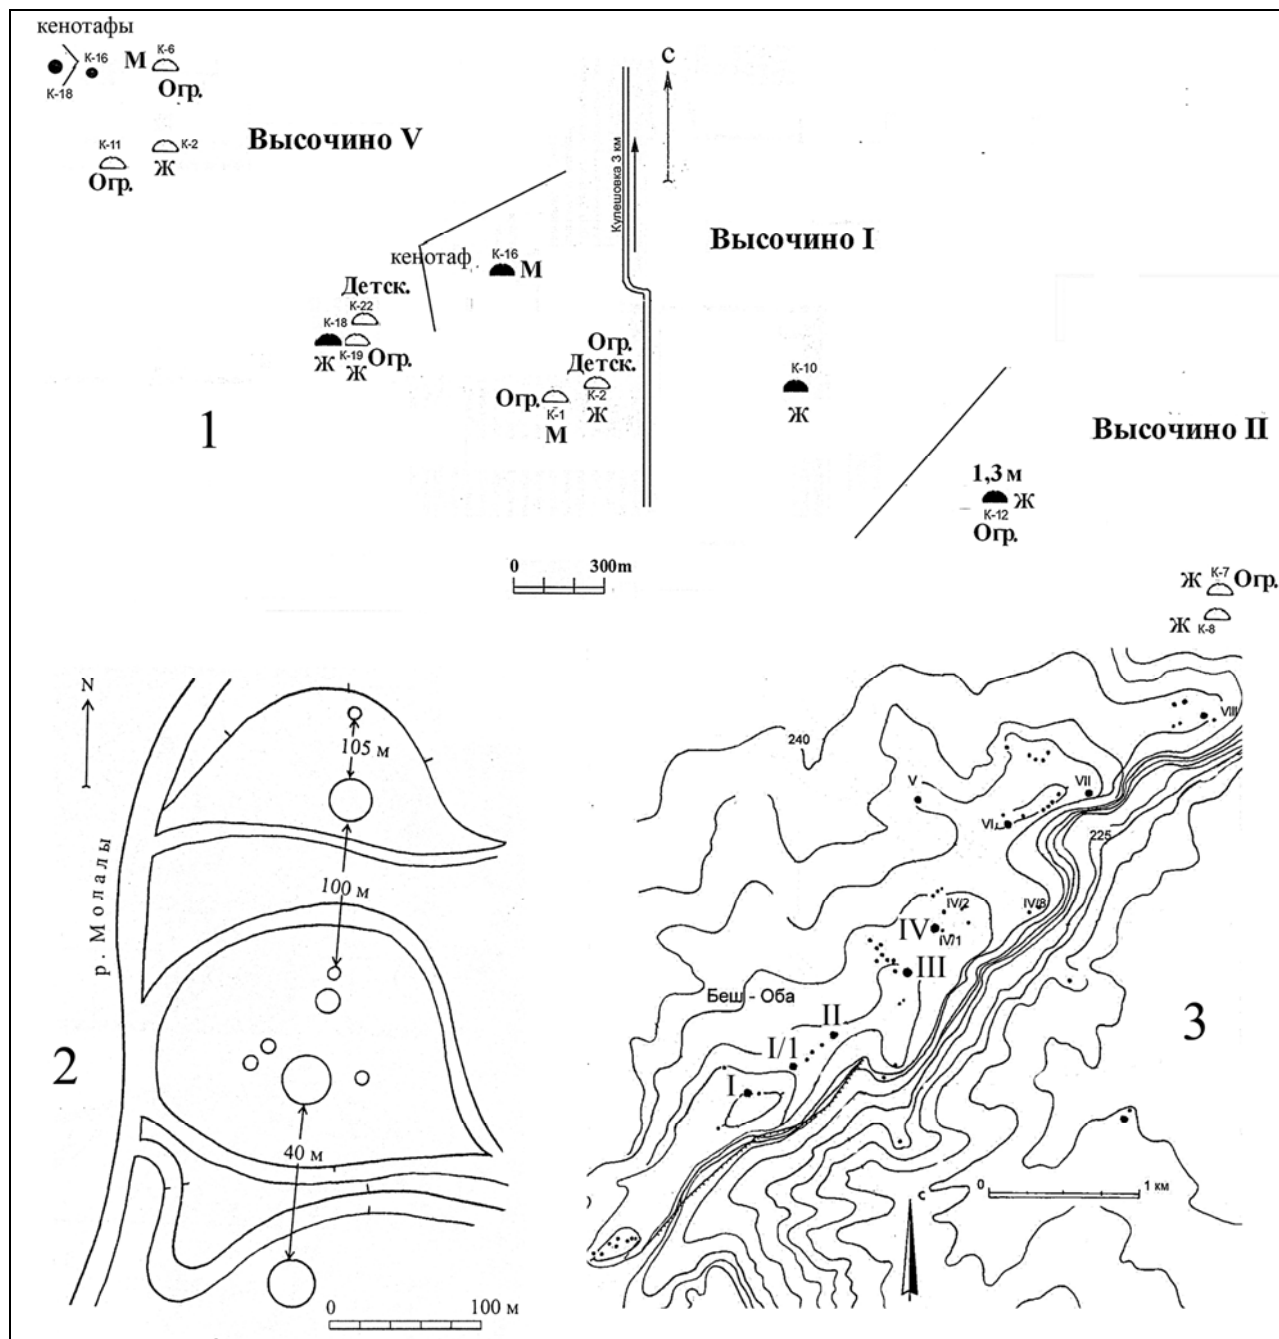 кенотафы
К-18
К-16
М
К-6
Огр.
К-11
Огр.
К-2
Ж
Высочино V
С
Кулешовка 3 км
Высочино I
кенотаф
К-16
М
Детск.
К-22
К-18
Ж
К-19
Огр.
Ж
Огр.
Детск.
К-2
Ж
Огр.
К-1
М
К-10
Ж
Высочино II
1,3 м
Ж
К-12
Огр.
Ж
К-7
Огр.
Ж
К-8
1
0 300m
N
105 м
100 м
40 м
р. Молалы
2
0 100 м
240
VIII
V
VII
VI
225
IV/2
IV/8
IV
IV/1
III
Беш - Оба
II
I/1
I
3
0 1 км
С